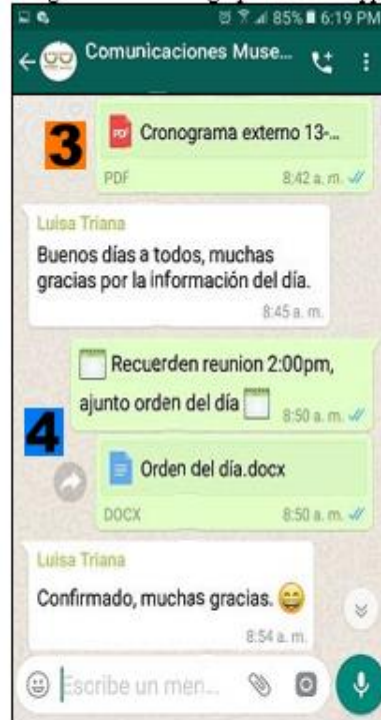 85% 6:19 PM
Comunicaciones Muse...
3
PDF Cronograma externo 13-...
PDF 8:42 a. m.
Luisa Triana
Buenos días a todos, muchas
gracias por la información del día.
8:45 a. m.
Recuerden reunion 2:00pm,
ajunto orden del día
8:50 a. m.
4
Orden del día.docx
DOCX 8:50 a. m.
Luisa Triana
Confirmado, muchas gracias.
8:54 a. m.
Escribe un men...